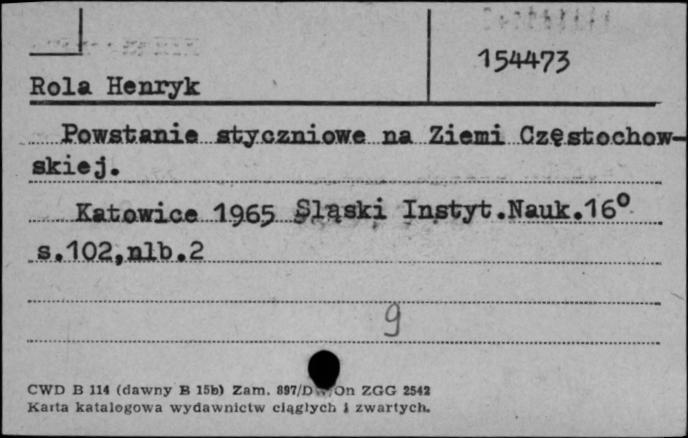 154473
Rola Henryk
Powstanie styczniowe na Ziemi Częstochow-
skiej.
Katowice 1965 Śląski Instyt.Nauk.16°
s.102,nlb.2
9
CWD B 114 (dawny B 15b) Zam. 897/D On ZGG 2542
Karta katalogowa wydawnictw ciągłych i zwartych.